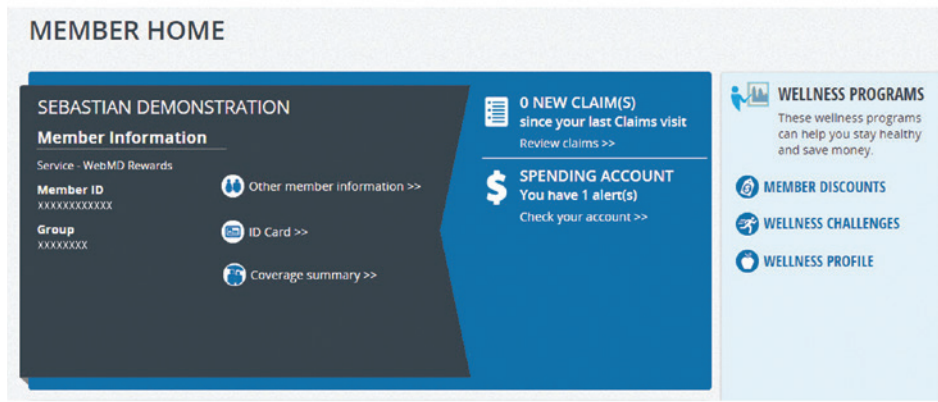 MEMBER HOME
SEBASTIAN DEMONSTRATION
Member Information
Service - WebMD Rewards
Member ID
XXXXXXXXXXXX
Group
XXXXXXXX
Other member information >>
ID Card >>
Coverage summary >>
0 NEW CLAIM(S)
since your last Claims visit
Review claims >>
SPENDING ACCOUNT
You have 1 alert(s)
Check your account >>
WELLNESS PROGRAMS
These wellness programs
can help you stay healthy
and save money.
MEMBER DISCOUNTS
WELLNESS CHALLENGES
WELLNESS PROFILE